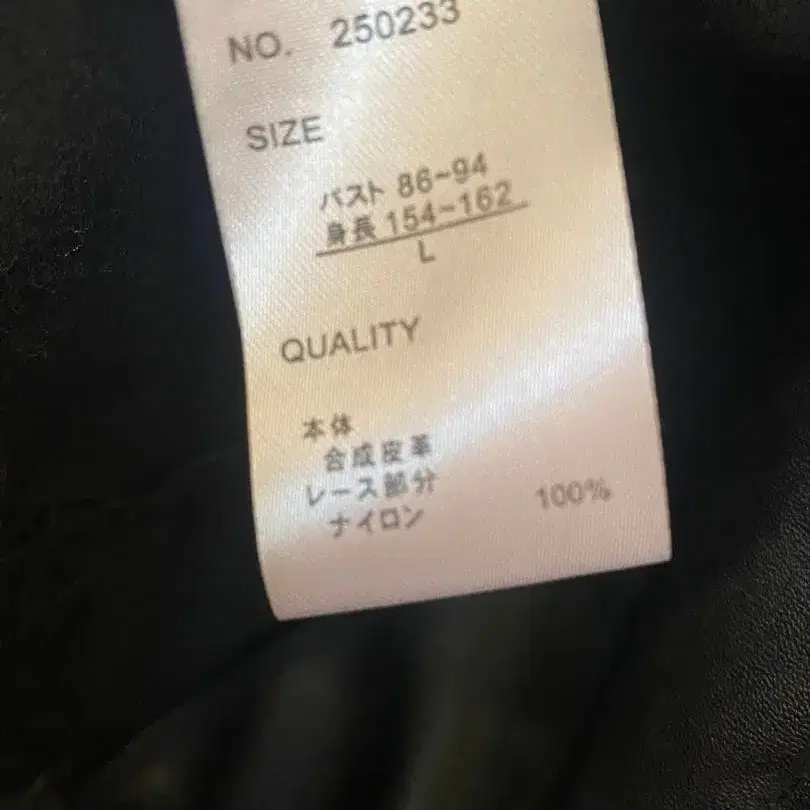 NO. 250233
SIZE
バスト 86~94
身長 154~162
L
QUALITY
本体
合成皮革
レース部分
ナイロン 100%